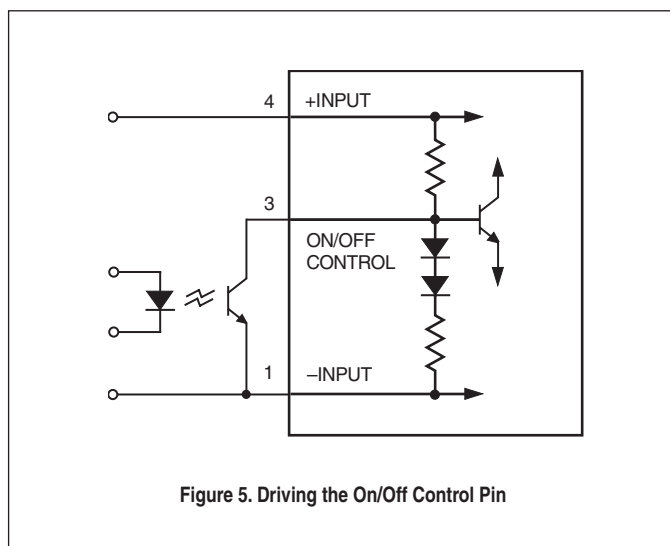 4 +INPUT
3
ON/OFF
CONTROL
1 –INPUT
Figure 5. Driving the On/Off Control Pin